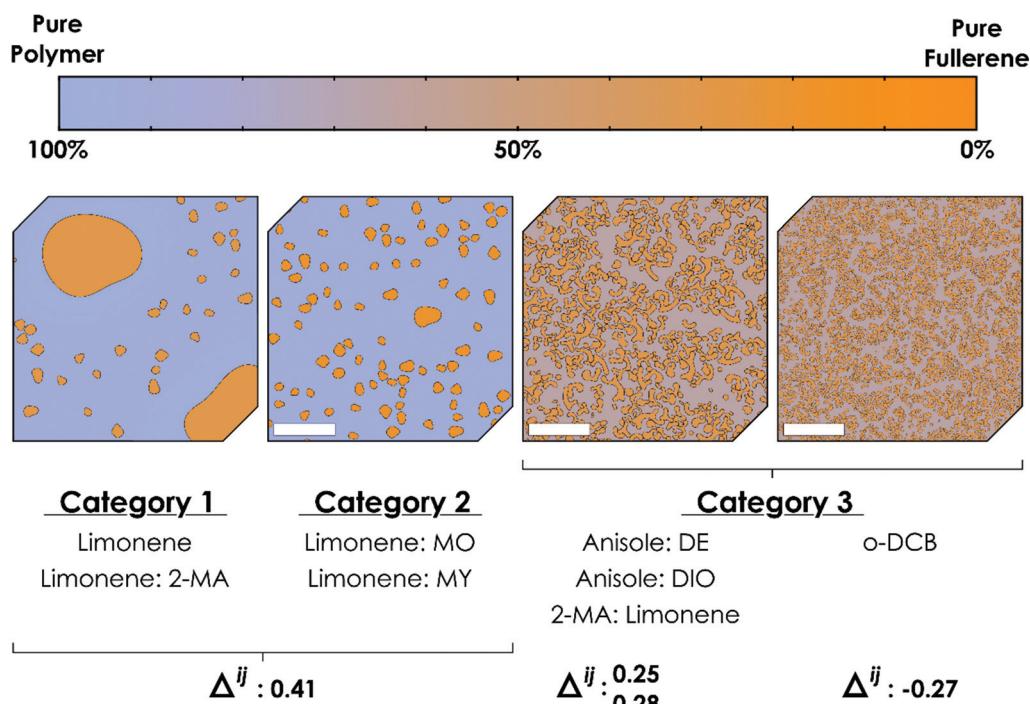 Pure
Polymer
Pure
Fullerene
100%
50%
0%
Category 1
Category 2
Category 3
Limonene
Limonene: MO
Anisole: DE
o-DCB
Limonene: 2-MA
Limonene: MY
Anisole: DIO
2-MA: Limonene
Δ^ij : 0.41
Δ^ij : 0.25
0.28
Δ^ij : -0.27